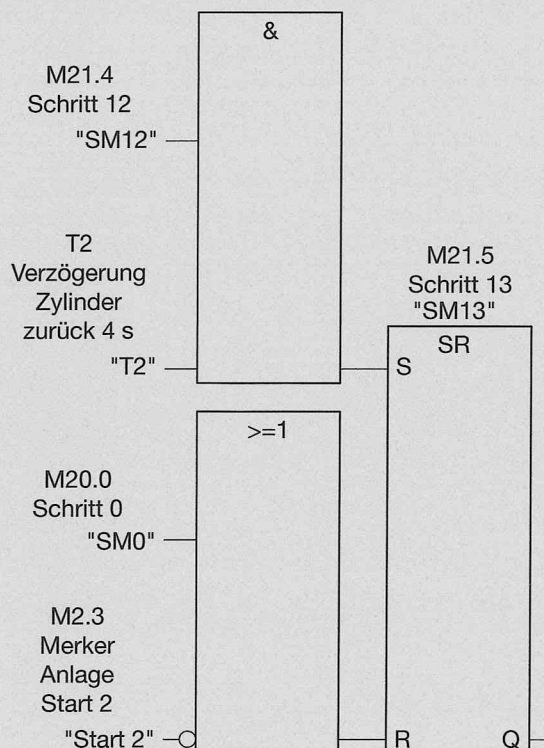 &
M21.4
Schritt 12
"SM12"
T2
Verzögerung
Zylinder
zurück 4 s
"T2"
M21.5
Schritt 13
"SM13"
SR
S
>=1
M20.0
Schritt 0
"SM0"
M2.3
Merker
Anlage
Start 2
"Start 2"
R
Q